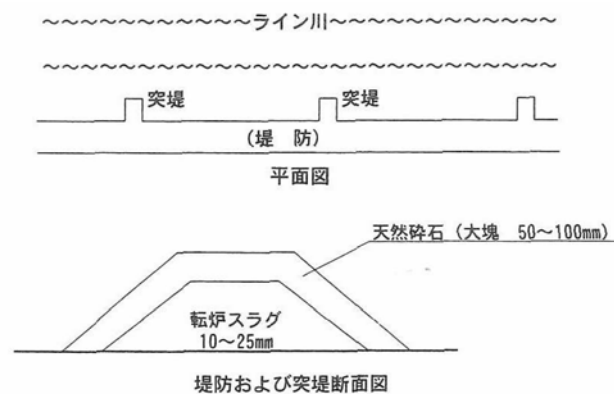 ライン川
突堤 突堤
(堤 防)
平面図
天然砕石(大塊 50〜100mm)
転炉スラグ
10〜25mm
堤防および突堤断面図